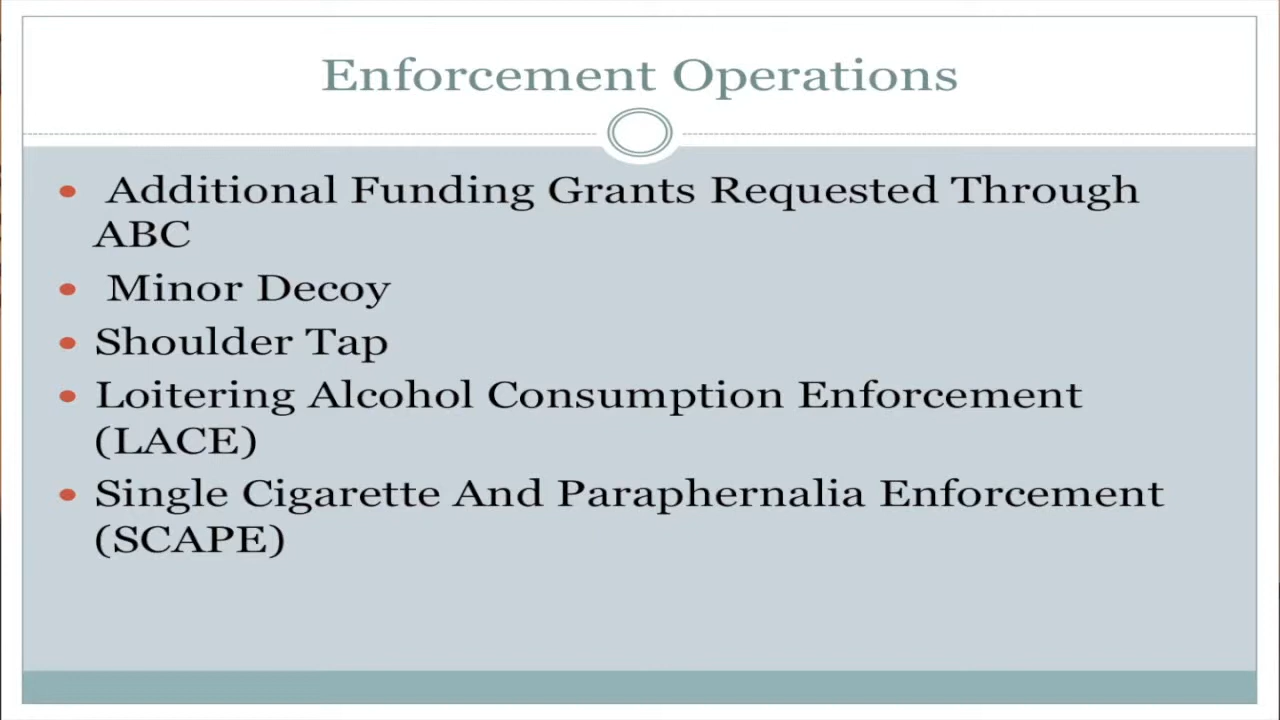 Enforcement Operations
Additional Funding Grants Requested Through
ABC
Minor Decoy
Shoulder Tap
Loitering Alcohol Consumption Enforcement
(LACE)
Single Cigarette And Paraphernalia Enforcement
(SCAPE)